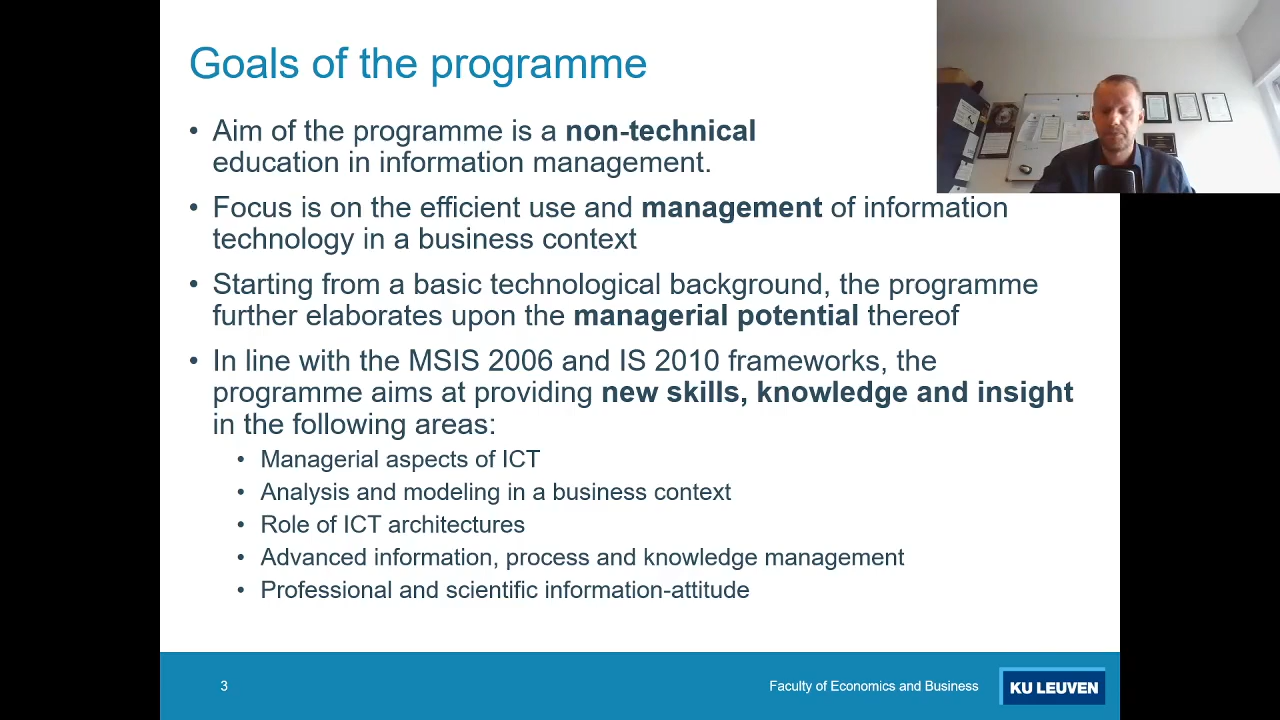 Goals of the programme
• Aim of the programme is a non-technical
education in information management.
• Focus is on the efficient use and management of information
technology in a business context
• Starting from a basic technological background, the programme
further elaborates upon the managerial potential thereof
• In line with the MSIS 2006 and IS 2010 frameworks, the
programme aims at providing new skills, knowledge and insight
in the following areas:
• Managerial aspects of ICT
• Analysis and modeling in a business context
• Role of ICT architectures
• Advanced information, process and knowledge management
• Professional and scientific information-attitude
3
Faculty of Economics and Business
KU LEUVEN